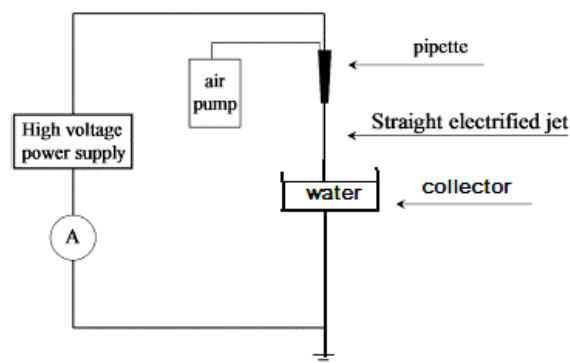 air
pump
pipette
High voltage
power supply
Straight electrified jet
water
collector
A